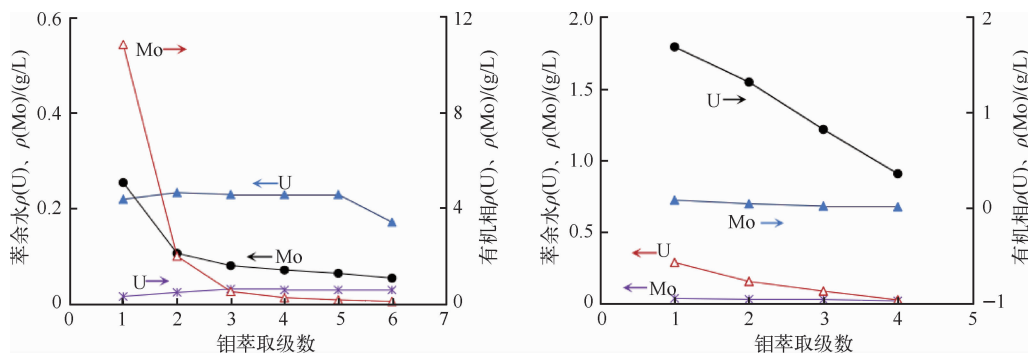 0.6
0.4
0.2
0
萃余水ρ(U)、ρ(Mo)/(g/L)
12
8
4
0
有机相ρ(U)、ρ(Mo)/(g/L)
Mo
U
Mo
U
0 1 2 3 4 5 6 7
钼萃取级数
2.0
1.5
1.0
0.5
0
萃余水ρ(U)、ρ(Mo)/(g/L)
2
1
0
−1
有机相ρ(U)、ρ(Mo)/(g/L)
U
Mo
U
Mo
0 1 2 3 4 5
钼萃取级数